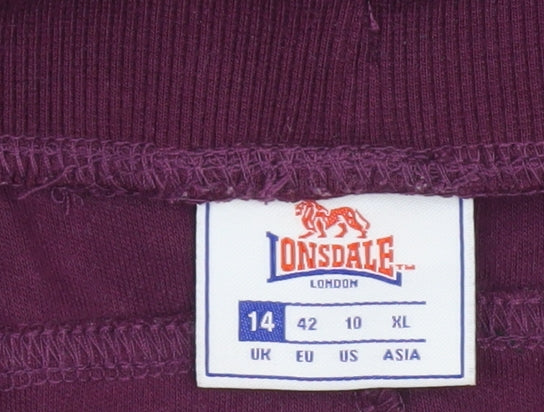 LONSDALE™
LONDON
14 42 10 XL
UK EU US ASIA